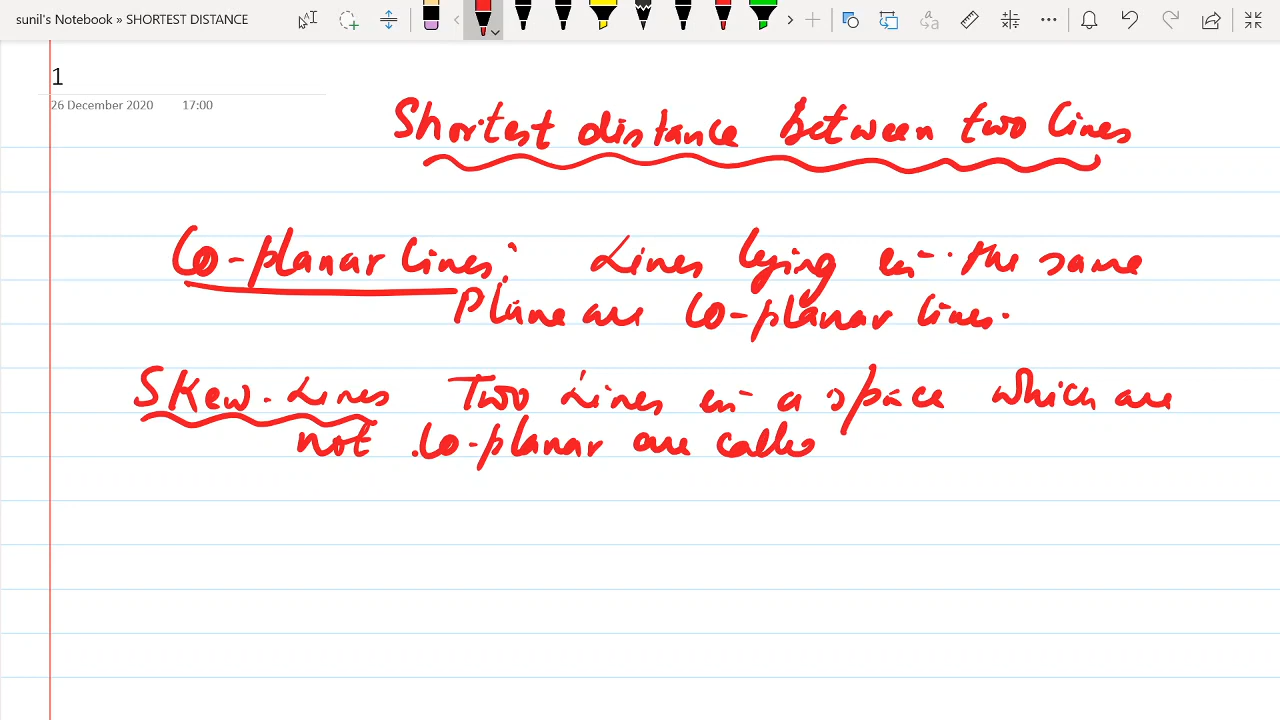 sunil's Notebook » SHORTEST DISTANCE
1
26 December 2020 17:00
Shortest distance between two lines
Co-planar lines: Lines lying in the same
Plane are Co-planar lines.
Skew. Lines Two Lines in a space which are
not Co-planar are calle